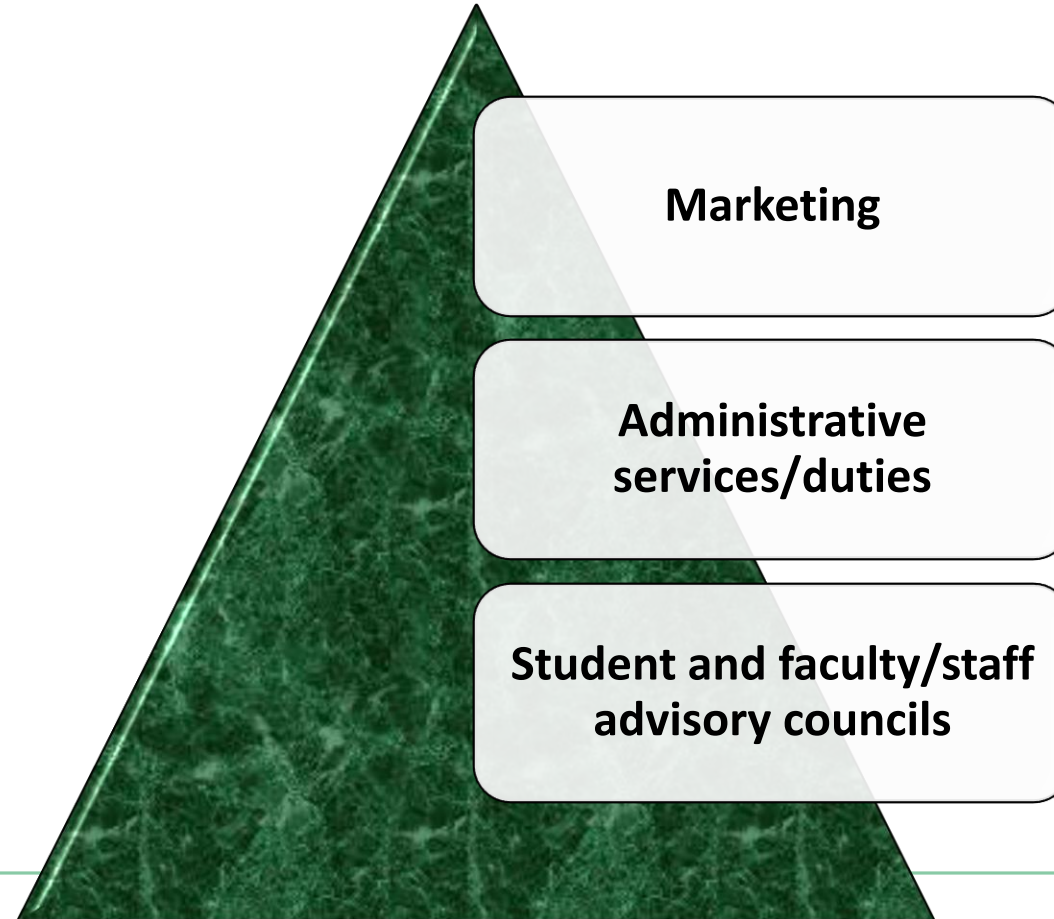 Marketing
Administrative
services/duties
Student and faculty/staff
advisory councils